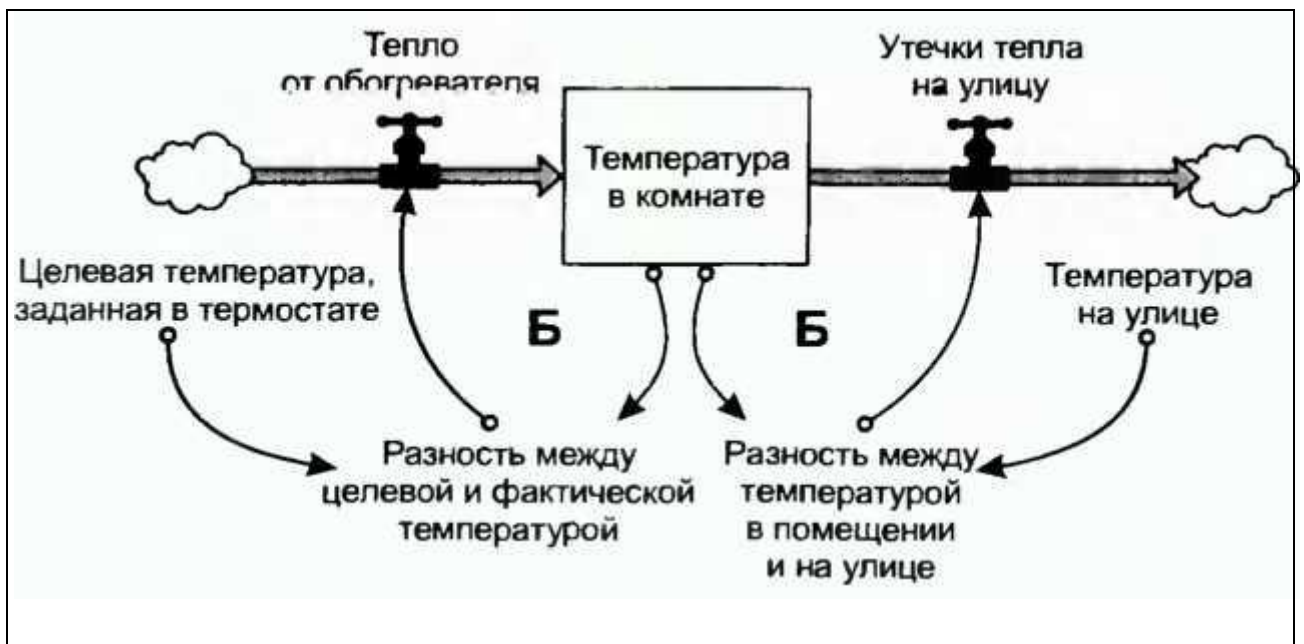 Тепло
от обогревателя
Утечки тепла
на улицу
Температура
в комнате
Целевая температура,
заданная в термостате
Температура
на улице
Б
Б
Разность между
целевой и фактической
температурой
Разность между
температурой
в помещении
и на улице